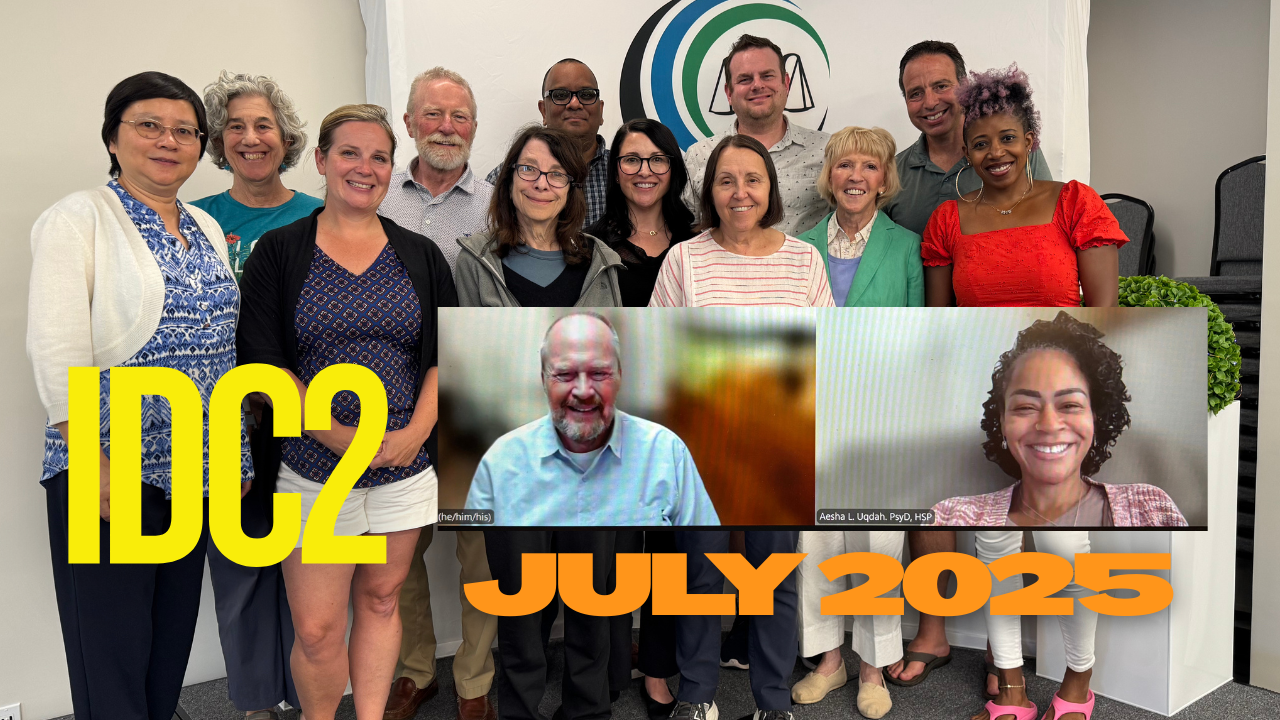 IDC2
(he/him/his)
Aesha L. Uqdah. PsyD, HSP
JULY 2025